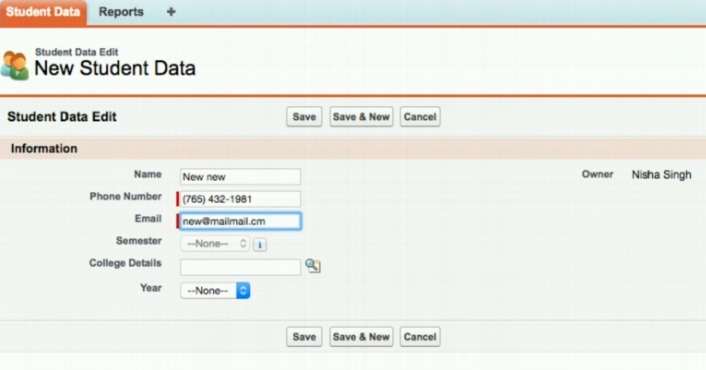 Student Data Reports +
Student Data Edit
New Student Data
Student Data Edit Save Save & New Cancel
Information
Name New new Owner Nisha Singh
Phone Number (765) 432-1981
Email new@mailmail.cm
Semester --None-- i
College Details
Year --None--
Save Save & New Cancel